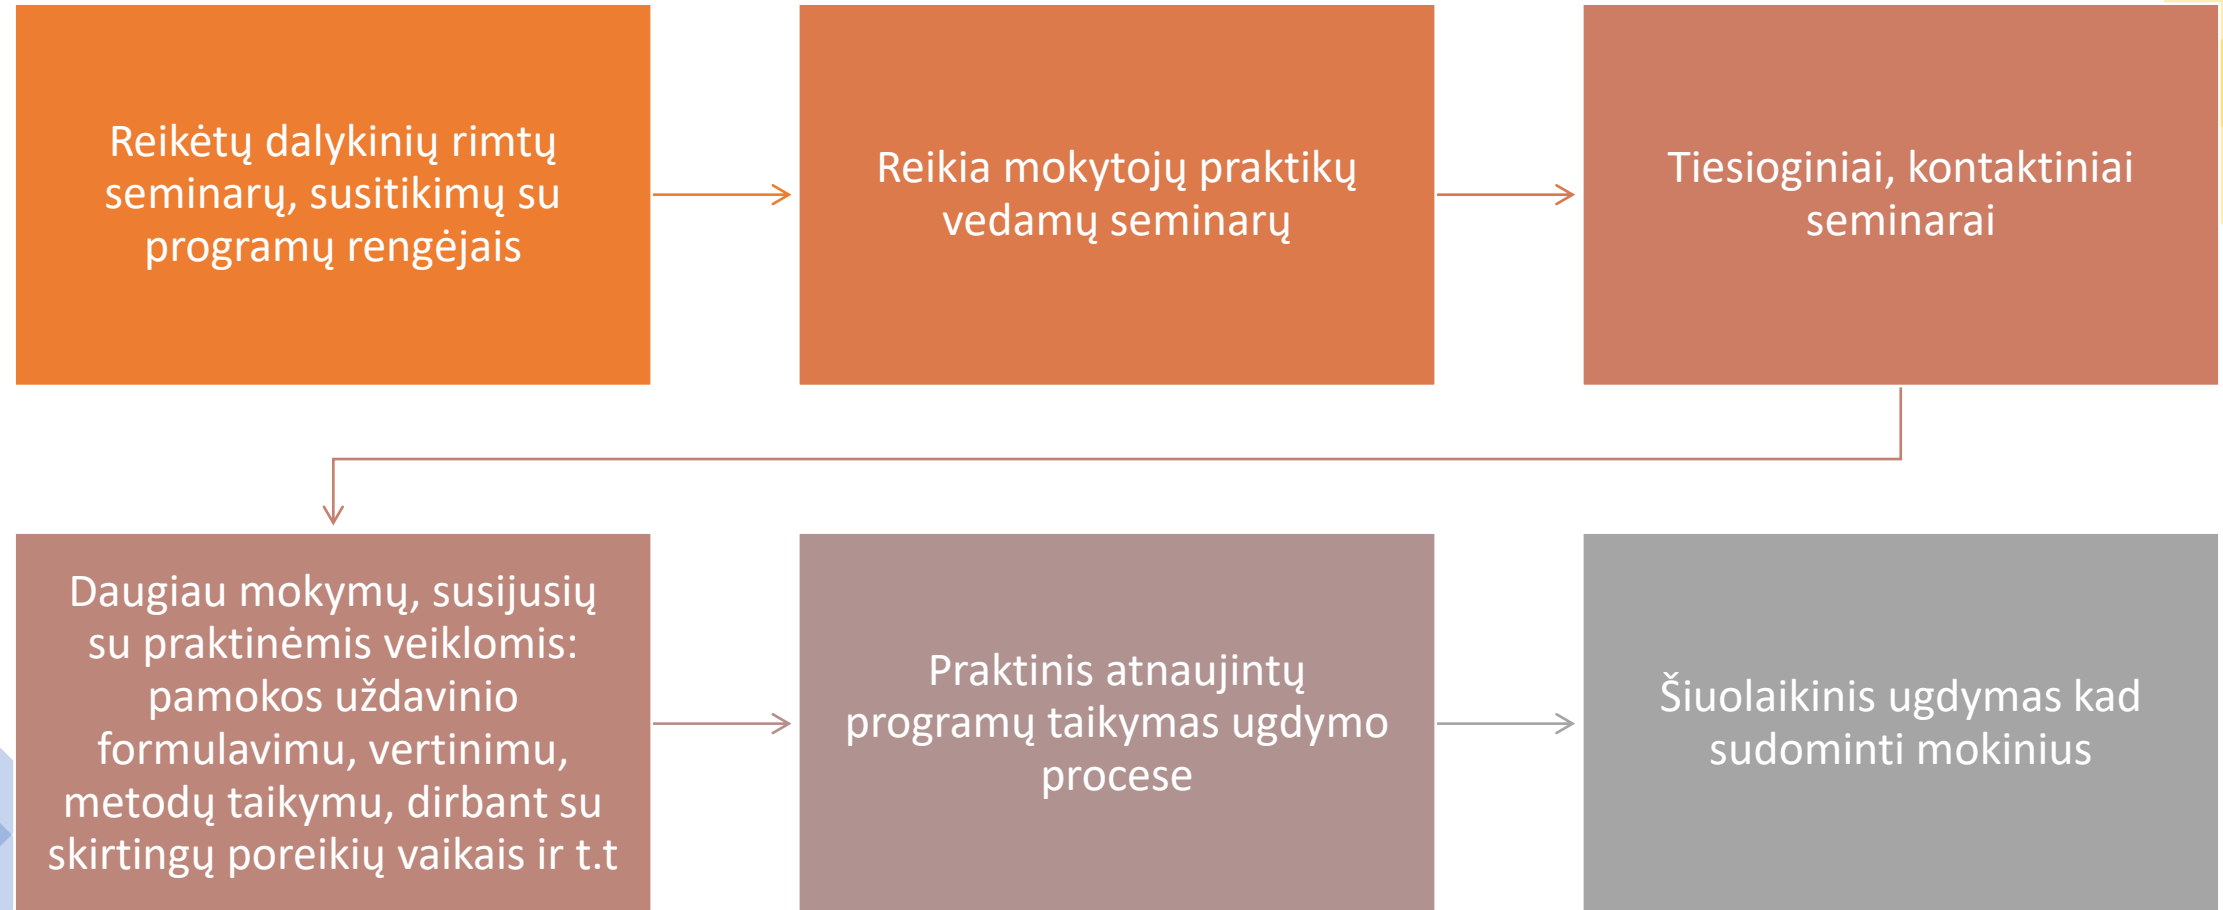 Reikėtų dalykinių rimtų
seminarų, susitikimų su
programų rengėjais
Reikia mokytojų praktikų
vedamų seminarų
Tiesioginiai, kontaktiniai
seminarai
Daugiau mokymų, susijusių
su praktinėmis veiklomis:
pamokos uždavinio
formulavimu, vertinimu,
metodų taikymu, dirbant su
skirtingų poreikių vaikais ir t.t
Praktinis atnaujintų
programų taikymas ugdymo
procese
Šiuolaikinis ugdymas kad
sudominti mokinius